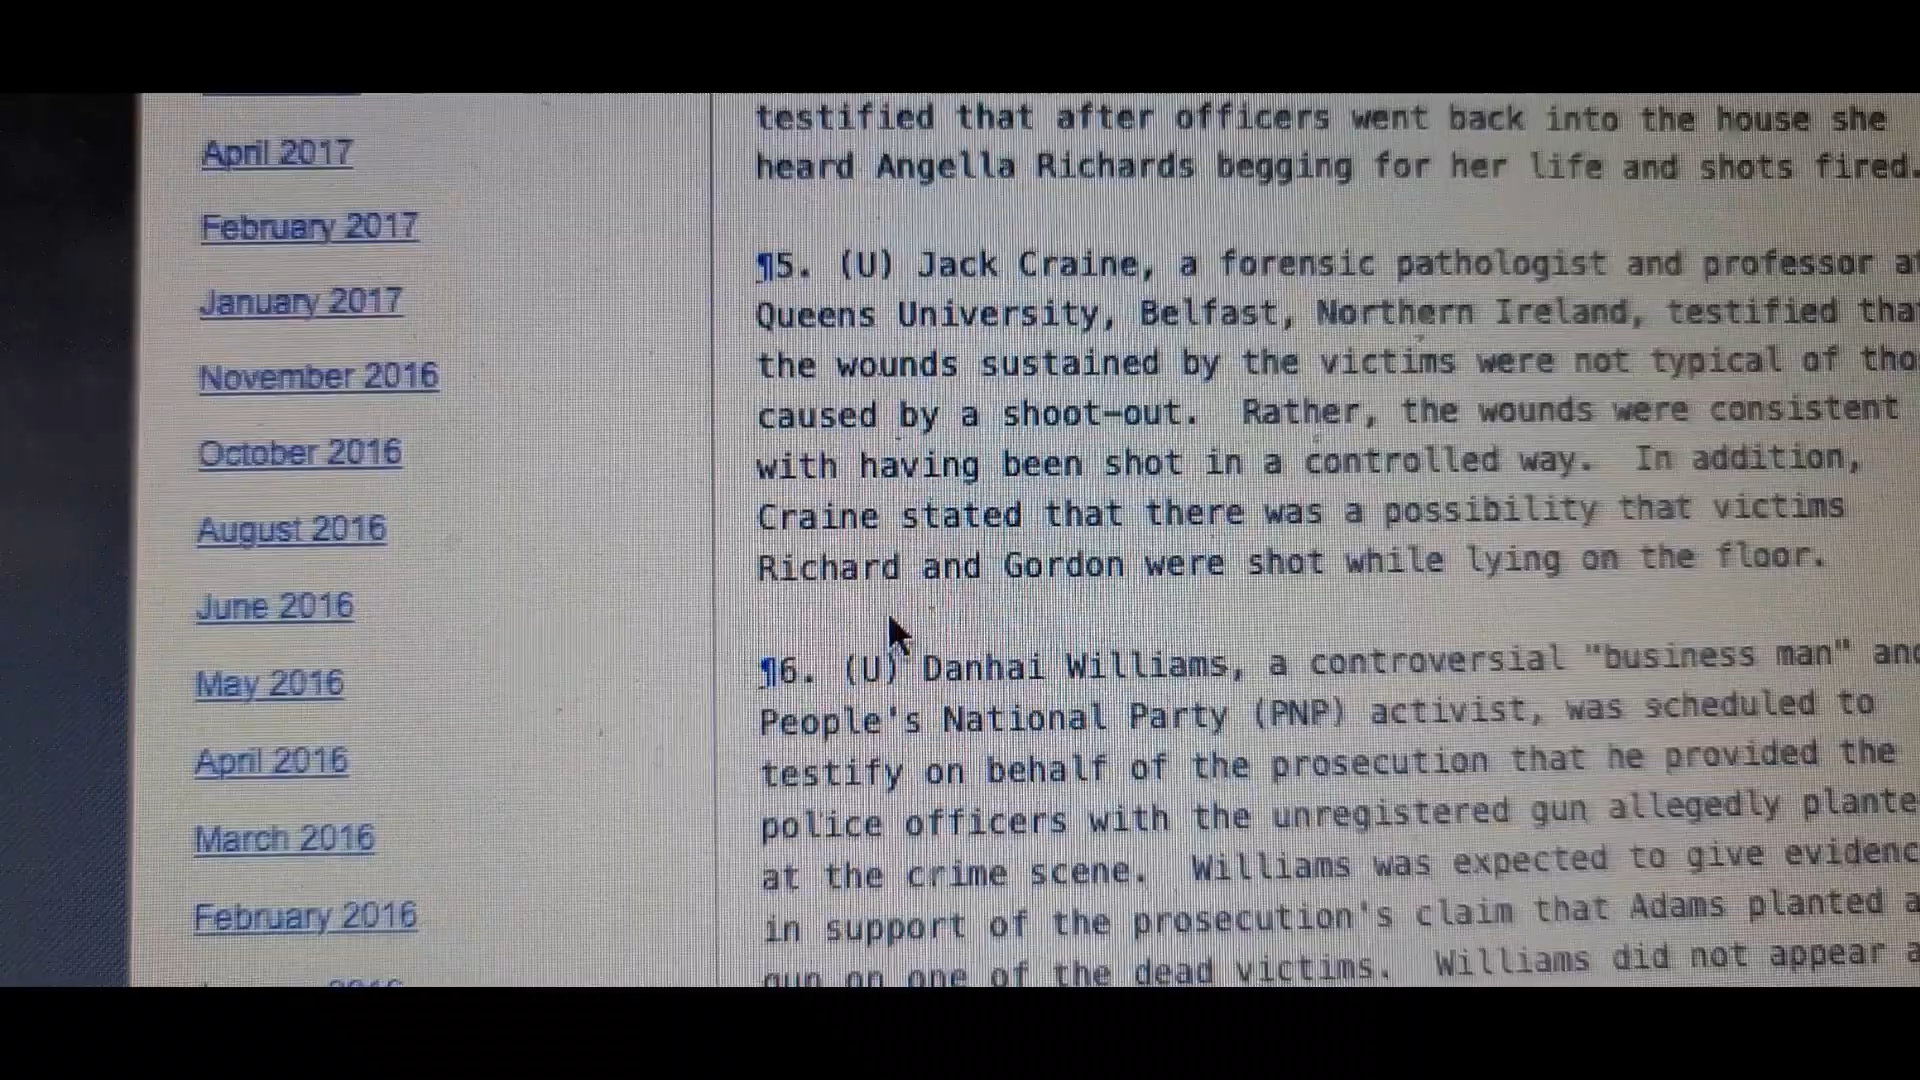 April 2017
February 2017
January 2017
November 2016
October 2016
August 2016
June 2016
May 2016
April 2016
March 2016
February 2016
testified that after officers went back into the house she
heard Angella Richards begging for her life and shots fired.
¶5. (U) Jack Craine, a forensic pathologist and professor
Queens University, Belfast, Northern Ireland, testified
the wounds sustained by the victims were not typical of
caused by a shoot-out. Rather, the wounds were consistent
with having been shot in a controlled way. In addition,
Craine stated that there was a possibility that victims
Richard and Gordon were shot while lying on the floor.
¶6. (U) Danhai Williams, a controversial "business man"
People's National Party (PNP) activist, was scheduled to
testify on behalf of the prosecution that he provided the
police officers with the unregistered gun allegedly
at the crime scene. Williams was expected to give
in support of the prosecution's claim that Adams planted a
gun on one of the dead victims. Williams did not appear